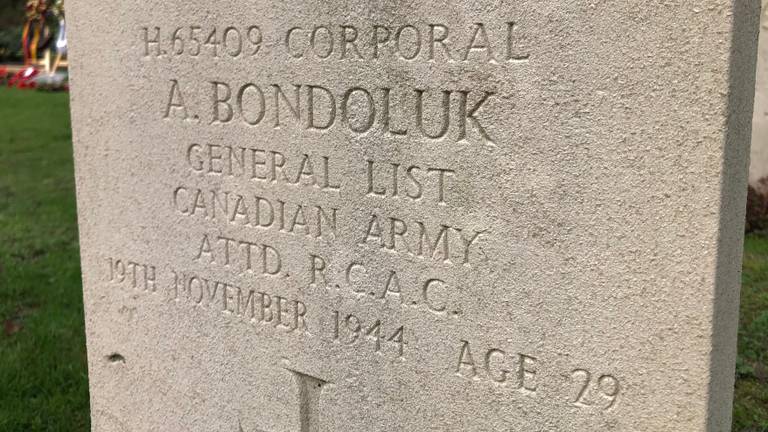 H.65409 CORPORAL
A. BONDOLUK
GENERAL LIST
CANADIAN ARMY
ATTD. R.C.A.C.
19TH NOVEMBER 1944 AGE 29